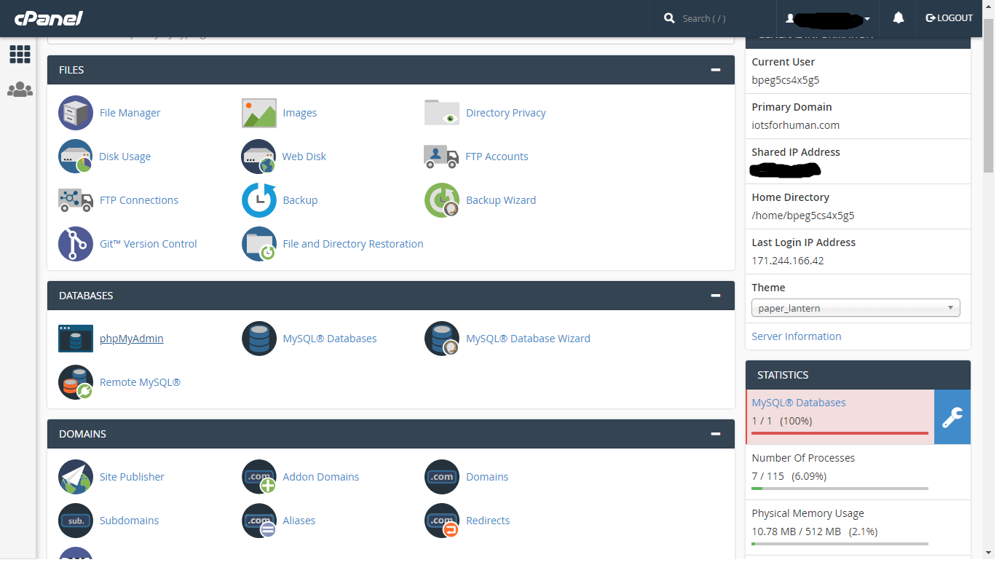 cPanel
Search ( / )
LOGOUT
FILES
File Manager
Images
Directory Privacy
Disk Usage
Web Disk
FTP Accounts
FTP Connections
Backup
Backup Wizard
Git™ Version Control
File and Directory Restoration
DATABASES
phpMyAdmin
MySQL® Databases
MySQL® Database Wizard
Remote MySQL®
DOMAINS
Site Publisher
.com
Addon Domains
.com
Domains
sub.
Subdomains
.com
Aliases
.com
Redirects
GENERAL INFORMATION
Current User
bpeg5cs4x5g5
Primary Domain
iotsforhuman.com
Shared IP Address
Home Directory
/home/bpeg5cs4x5g5
Last Login IP Address
171.244.166.42
Theme
paper_lantern
Server Information
STATISTICS
MySQL® Databases
1 / 1 (100%)
Number Of Processes
7 / 115 (6.09%)
Physical Memory Usage
10.78 MB / 512 MB (2.1%)